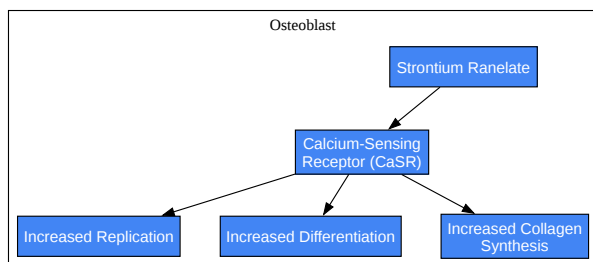 Osteoblast
Strontium Ranelate
Calcium-Sensing
Receptor (CaSR)
Increased Replication
Increased Differentiation
Increased Collagen
Synthesis